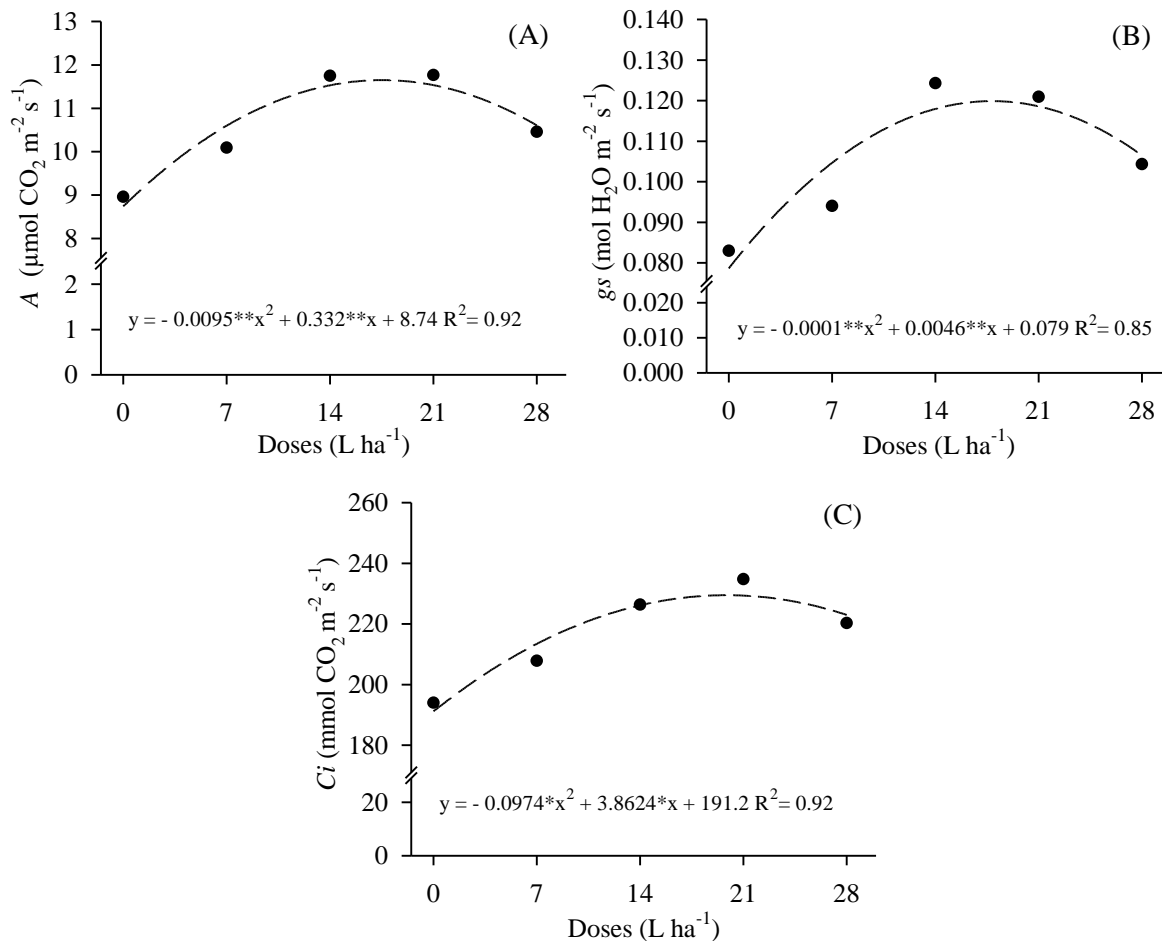 (A)
A (μmol CO₂ m⁻² s⁻¹)
13
12
11
10
9
8
2
1
0
y = - 0.0095**x² + 0.332**x + 8.74 R² = 0.92
0 7 14 21 28
Doses (L ha⁻¹)
(B)
gs (mol H₂O m⁻² s⁻¹)
0.140
0.130
0.120
0.110
0.100
0.090
0.080
0.020
0.010
0.000
y = - 0.0001**x² + 0.0046**x + 0.079 R² = 0.85
0 7 14 21 28
Doses (L ha⁻¹)
(C)
Ci (mmol CO₂ m⁻² s⁻¹)
260
240
220
200
180
20
0
y = - 0.0974*x² + 3.8624*x + 191.2 R² = 0.92
0 7 14 21 28
Doses (L ha⁻¹)